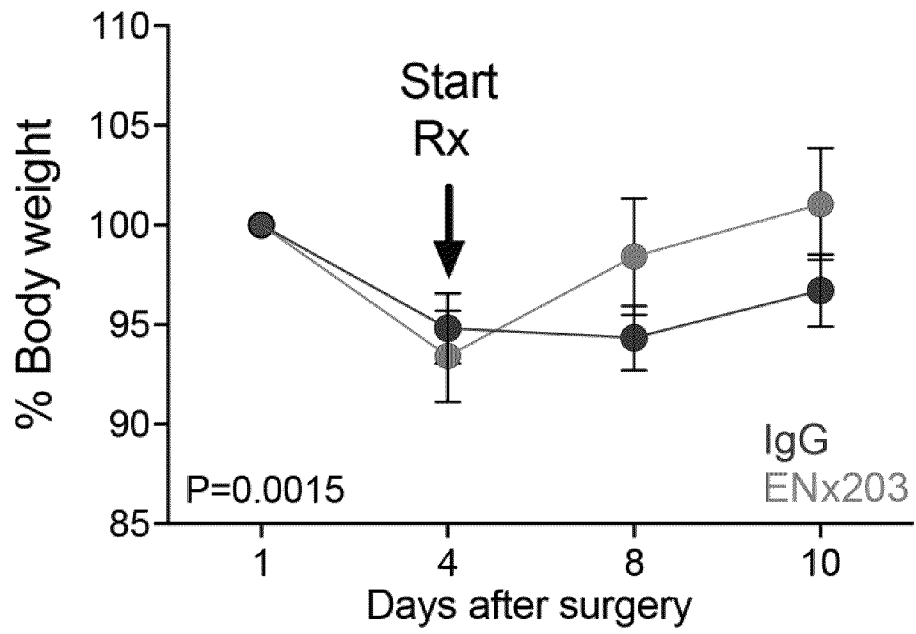 110
105
100
95
90
85
% Body weight
Start
Rx
P=0.0015
IgG
ENx203
1 4 8 10
Days after surgery